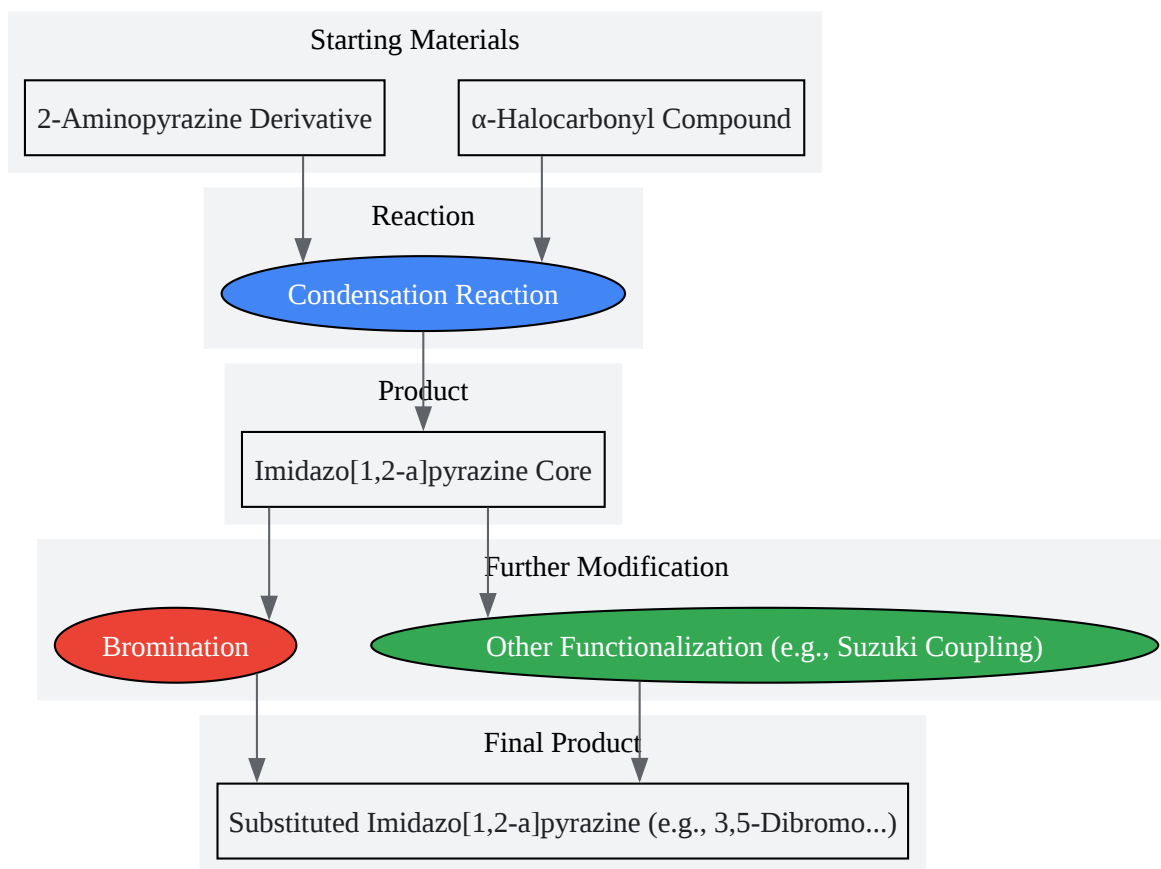 Starting Materials
2-Aminopyrazine Derivative
α-Halocarbonyl Compound
Reaction
Condensation Reaction
Product
Imidazo[1,2-a]pyrazine Core
Further Modification
Bromination
Other Functionalization (e.g., Suzuki Coupling)
Final Product
Substituted Imidazo[1,2-a]pyrazine (e.g., 3,5-Dibromo...)